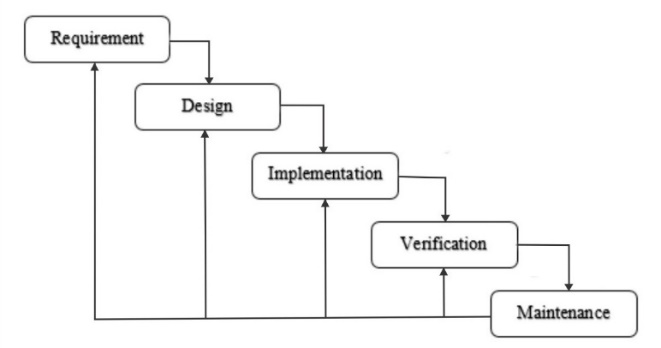 Requirement
Design
Implementation
Verification
Maintenance